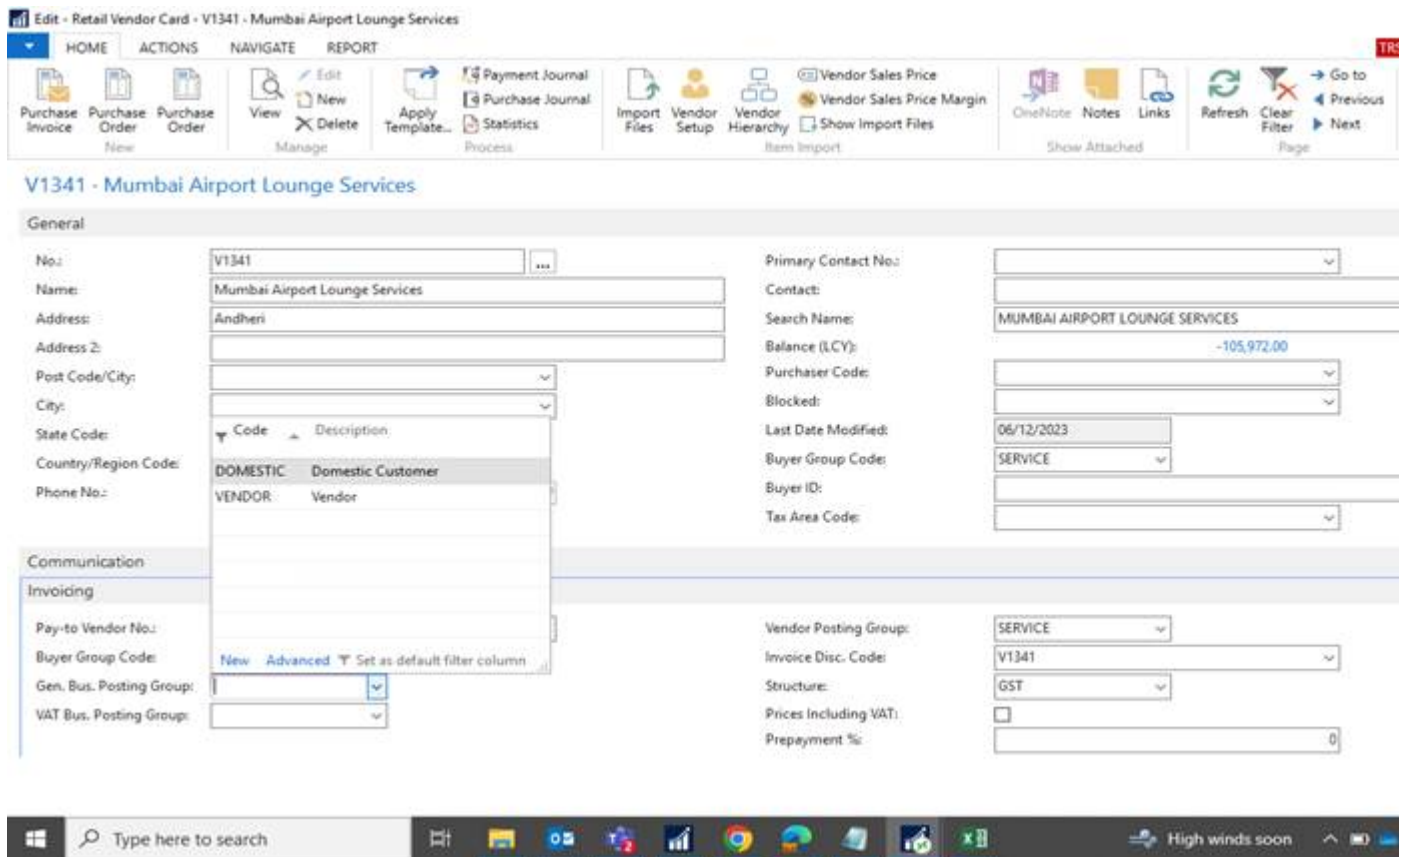 Edit - Retail Vendor Card - V1341 - Mumbai Airport Lounge Services
HOME ACTIONS NAVIGATE REPORT
Purchase Invoice
Purchase Order
Purchase Order
New
View
Edit
New
Delete
Manage
Apply Template...
Payment Journal
Purchase Journal
Statistics
Process
Import Files
Vendor Setup
Vendor Hierarchy
Vendor Sales Price
Vendor Sales Price Margin
Show Import Files
Item Import
OneNote
Notes
Links
Show Attached
Refresh
Clear Filter
Go to
Previous
Next
Page
V1341 - Mumbai Airport Lounge Services
General
No.: V1341 ...
Name: Mumbai Airport Lounge Services
Address: Andheri
Address 2:
Post Code/City:
City:
State Code:
Country/Region Code:
Phone No.:
Code Description
DOMESTIC Domestic Customer
VENDOR Vendor
New Advanced Set as default filter column
Primary Contact No.:
Contact:
Search Name: MUMBAI AIRPORT LOUNGE SERVICES
Balance (LCY): -105,972.00
Purchaser Code:
Blocked:
Last Date Modified: 06/12/2023
Buyer Group Code: SERVICE
Buyer ID:
Tax Area Code:
Communication
Invoicing
Pay-to Vendor No.:
Buyer Group Code:
Gen. Bus. Posting Group:
VAT Bus. Posting Group:
Vendor Posting Group: SERVICE
Invoice Disc. Code: V1341
Structure: GST
Prices Including VAT:
Prepayment %: 0
Type here to search
High winds soon